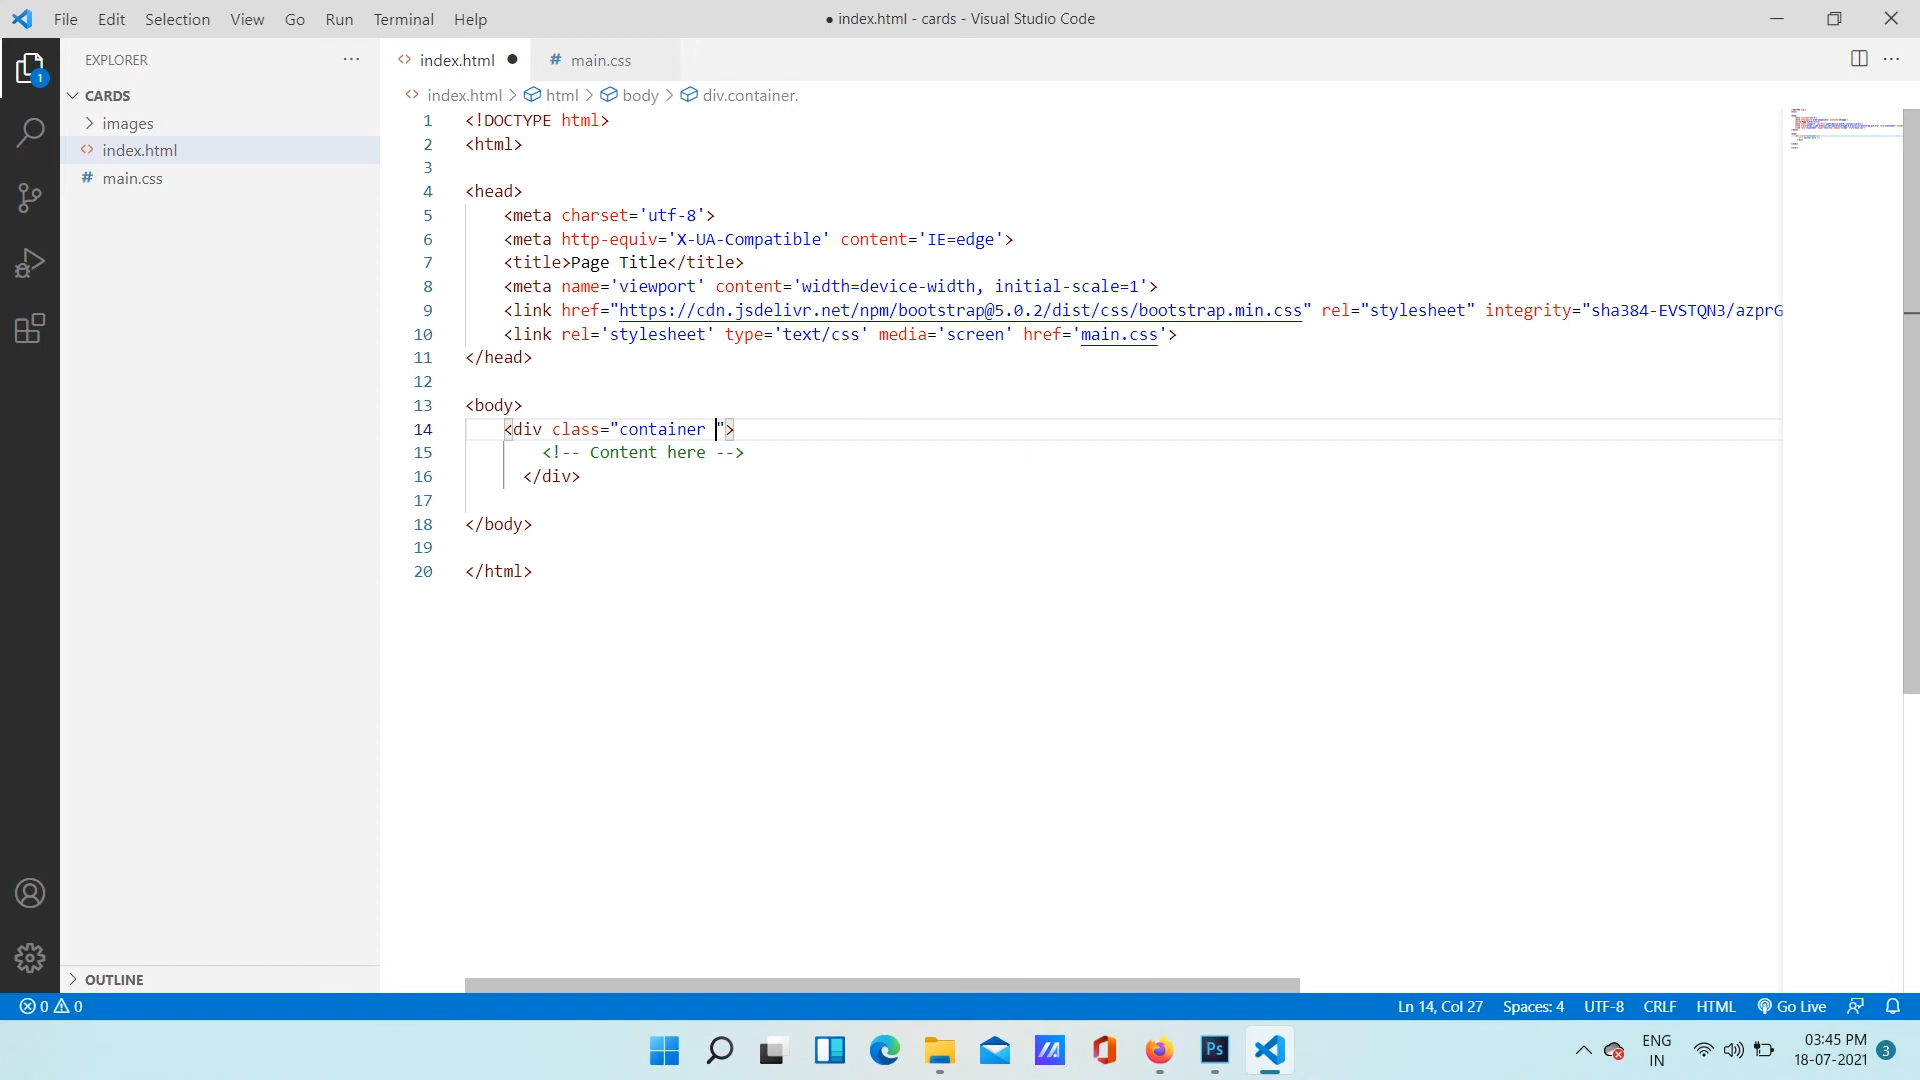 File Edit Selection View Go Run Terminal Help
● index.html - cards - Visual Studio Code
1
EXPLORER
CARDS
images
index.html
main.css
OUTLINE
index.html ● # main.css
index.html > html > body > div.container.
1 <!DOCTYPE html>
2 <html>
3
4 <head>
5 <meta charset='utf-8'>
6 <meta http-equiv='X-UA-Compatible' content='IE=edge'>
7 <title>Page Title</title>
8 <meta name='viewport' content='width=device-width, initial-scale=1'>
9 <link href="https://cdn.jsdelivr.net/npm/bootstrap@5.0.2/dist/css/bootstrap.min.css" rel="stylesheet" integrity="sha384-EVSTQN3/azprG
10 <link rel='stylesheet' type='text/css' media='screen' href='main.css'>
11 </head>
12
13 <body>
14 <div class="container ">
15 <!-- Content here -->
16 </div>
17
18 </body>
19
20 </html>
0 0
Ln 14, Col 27 Spaces: 4 UTF-8 CRLF HTML Go Live
Ps
ENG
IN
03:45 PM
18-07-2021
3